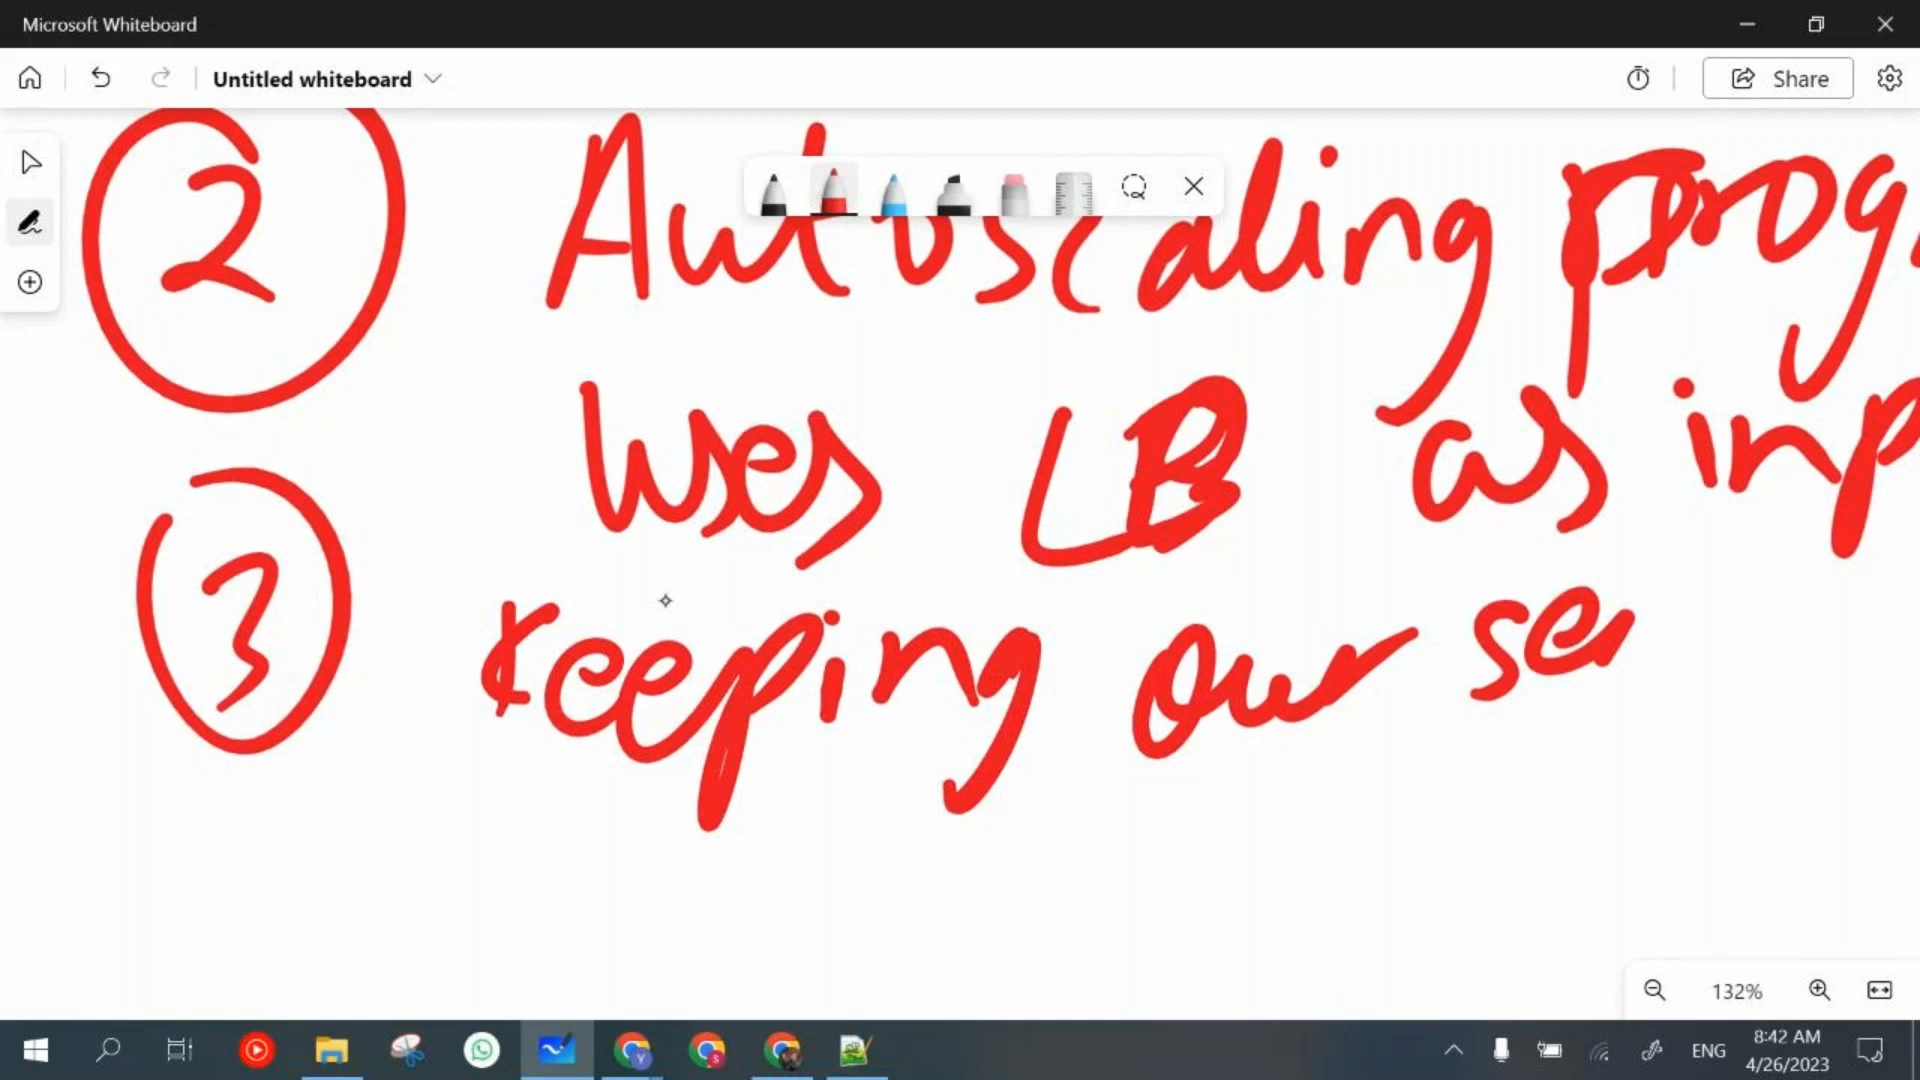 Microsoft Whiteboard
Untitled whiteboard
Share
2 Autoscaling prog
uses LB as inp
3 Keeping our ser
132%
ENG
8:42 AM
4/26/2023